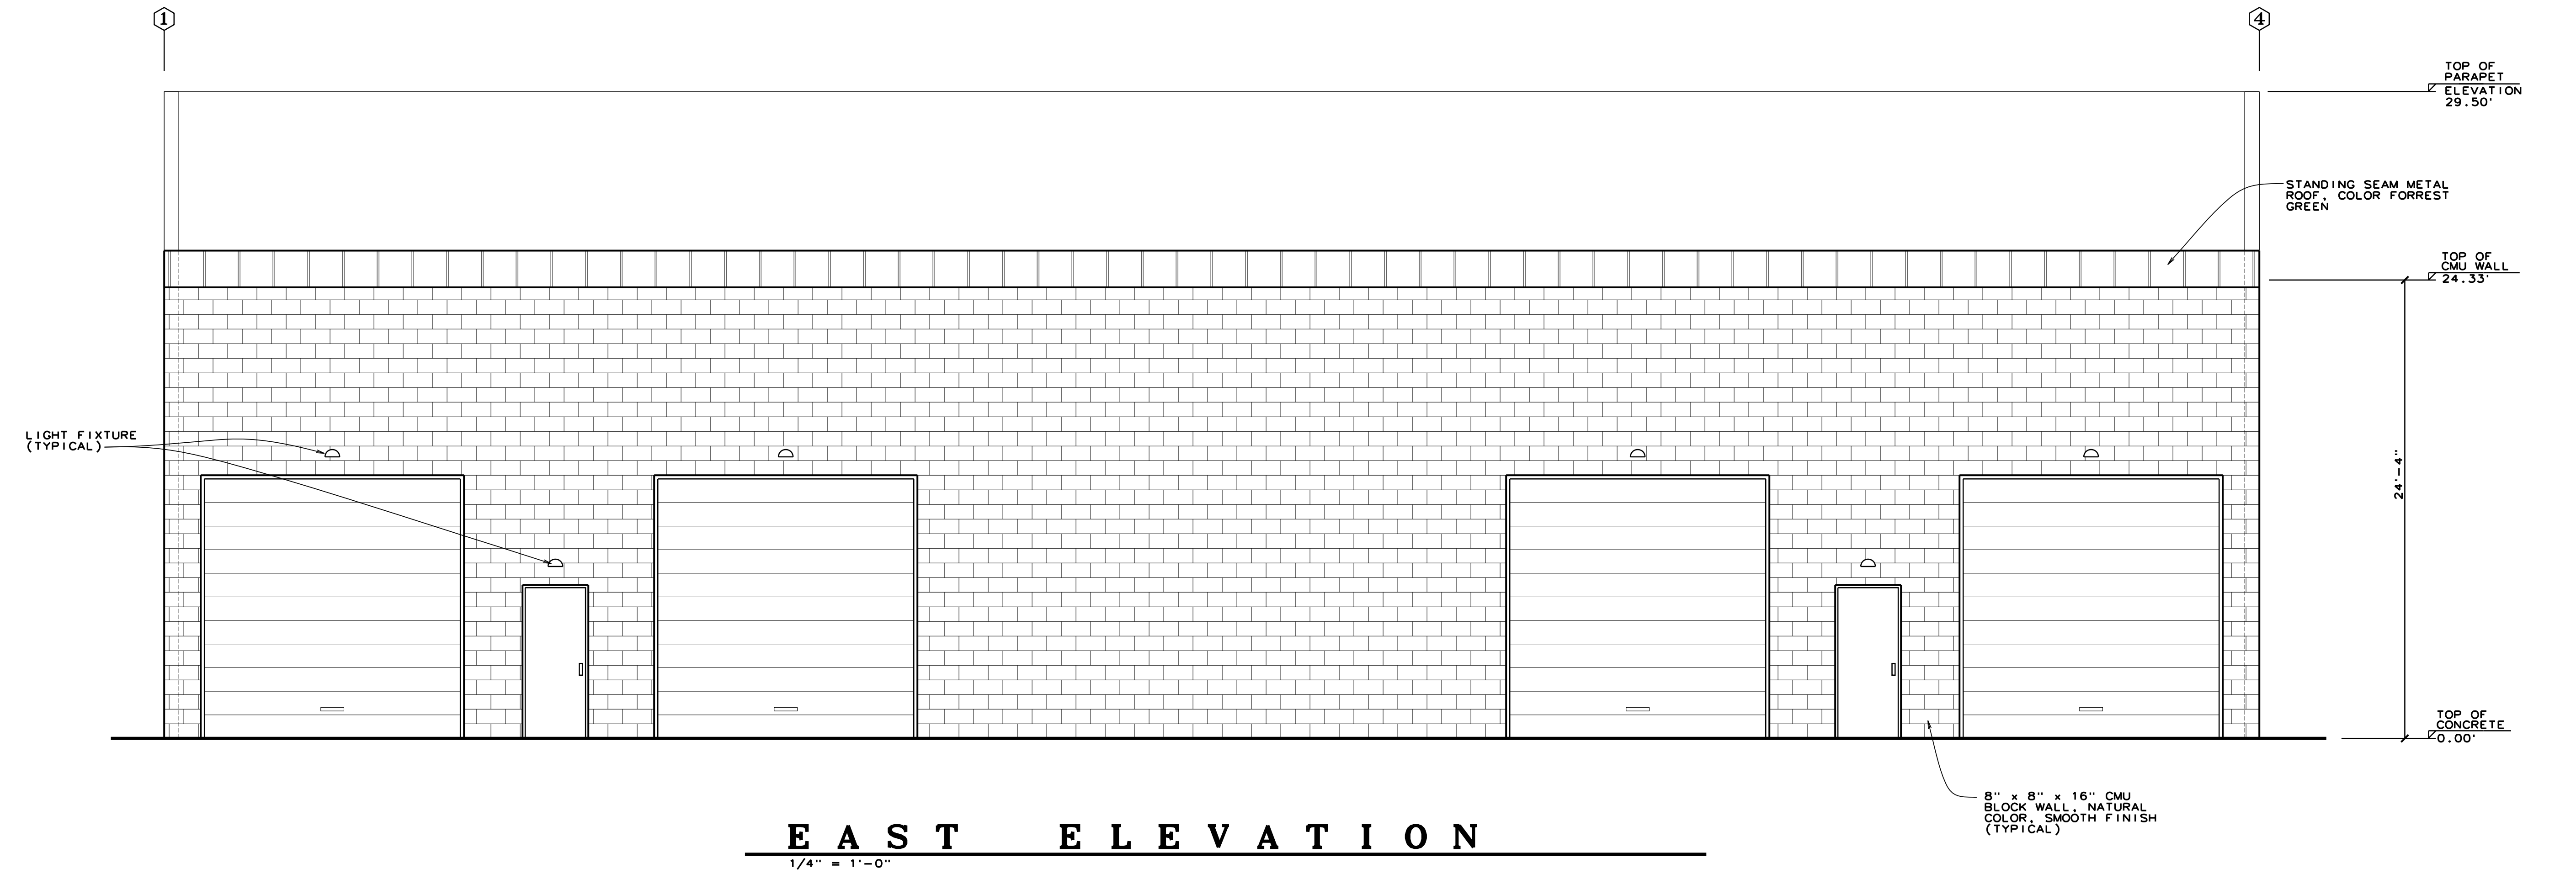 1
4
TOP OF
PARAPET
ELEVATION
29.50'
STANDING SEAM METAL
ROOF, COLOR FORREST
GREEN
TOP OF
CMU WALL
24.33'
LIGHT FIXTURE
(TYPICAL)
24'-4"
TOP OF
CONCRETE
0.00'
8" x 8" x 16" CMU
BLOCK WALL, NATURAL
COLOR, SMOOTH FINISH
(TYPICAL)
EAST ELEVATION
1/4" = 1'-0"